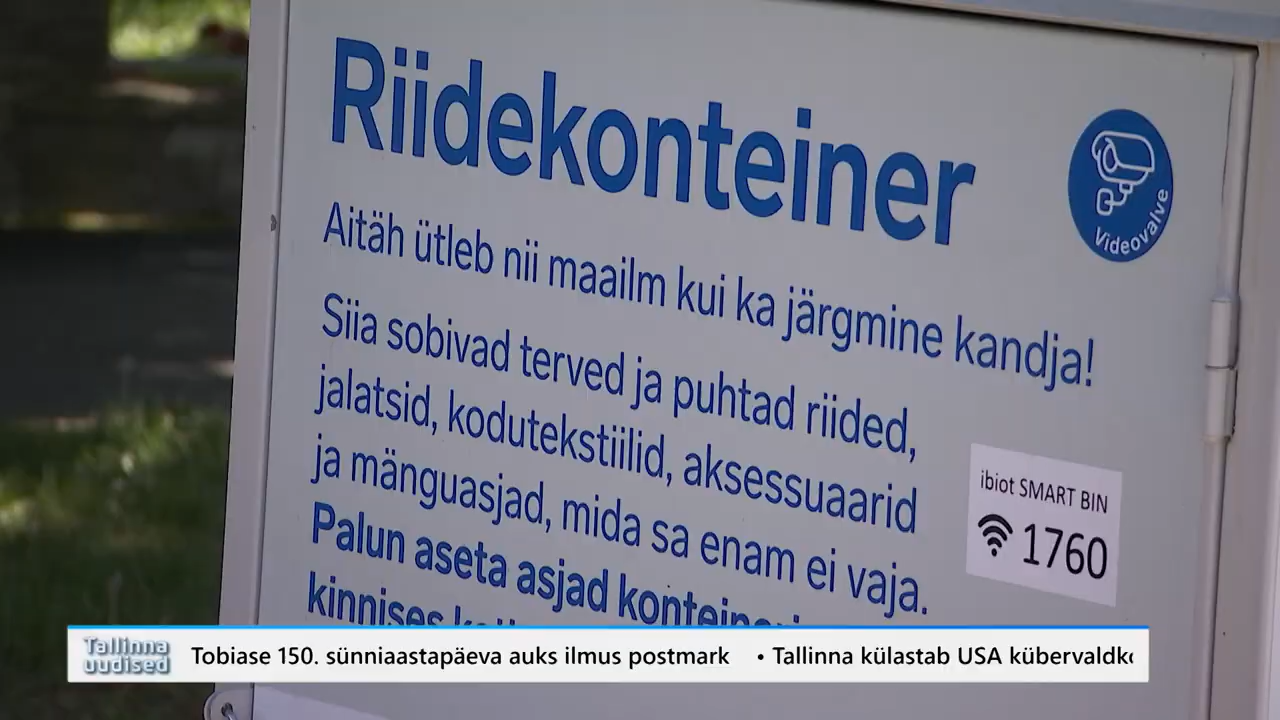 Riidekonteiner
Videovalve
Aitäh ütleb nii maailm kui ka järgmine kandja!
Siia sobivad terved ja puhtad riided,
jalatsid, kodutekstiilid, aksessuaarid
ja mänguasjad, mida sa enam ei vaja.
Palun aseta asjad
kinnises
ibiot SMART BIN
1760
Tallinna
uudised
Tobiase 150. sünniaastapäeva auks ilmus postmark • Tallinna külastab USA